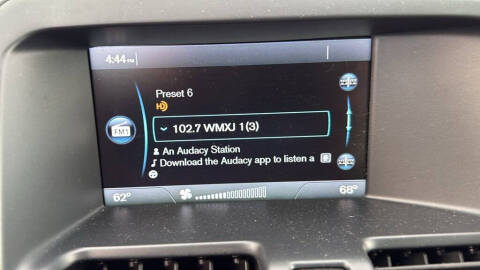 4:44 PM
Preset 6
HD
FM1
102.7 WMXJ 1(3)
An Audacy Station
Download the Audacy app to listen a
62°
68°